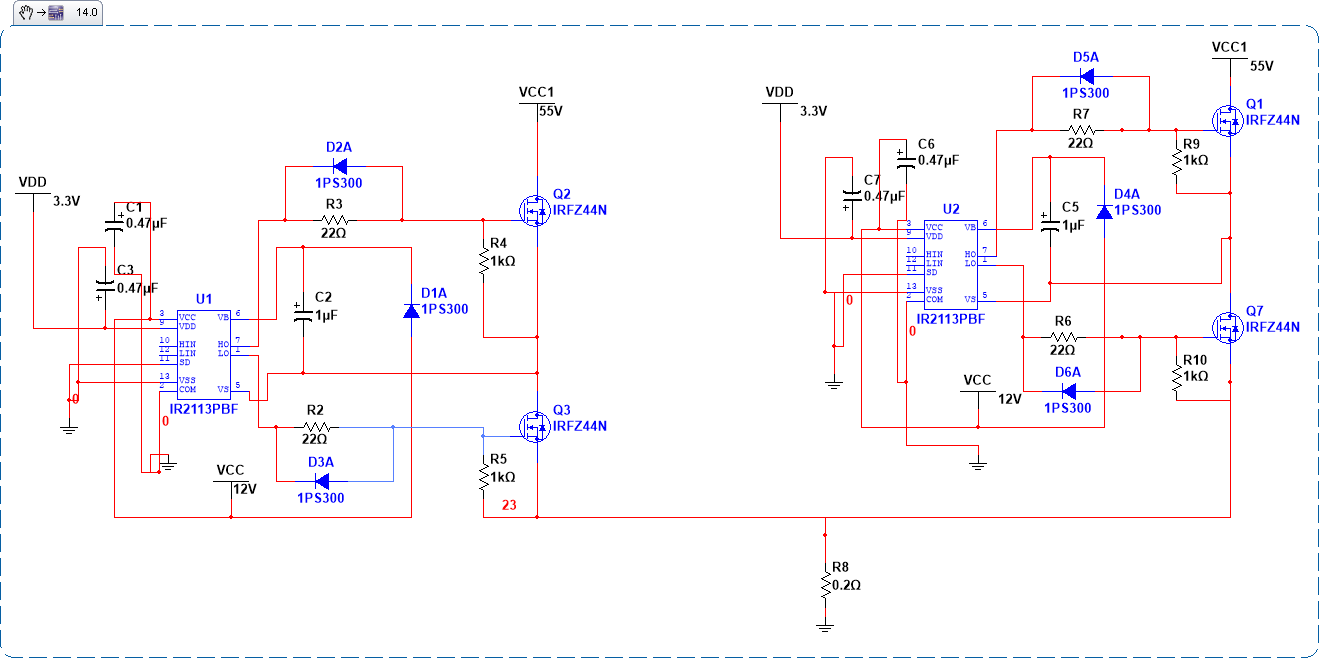 14.0
VCC1
55V
D2A
1PS300
R3
22Ω
VDD
3.3V
Q2
IRFZ44N
C1
0.47µF
R4
1kΩ
C3
0.47µF
U1
3 VCC VB 6
9 VDD
10 HIN HO 7
12 LIN LO 1
11 SD
13 VSS
2 COM VS 5
IR2113PBF
C2
1µF
D1A
1PS300
0
0
R2
22Ω
Q3
IRFZ44N
D3A
1PS300
R5
1kΩ
VCC
12V
23
VCC1
55V
D5A
1PS300
VDD
3.3V
R7
22Ω
Q1
IRFZ44N
C6
0.47µF
R9
1kΩ
C7
0.47µF
U2
3 VCC VB 6
9 VDD
10 HIN HO 7
12 LIN LO 1
11 SD
13 VSS
2 COM VS 5
IR2113PBF
C5
1µF
D4A
1PS300
0
0
Q7
IRFZ44N
R6
22Ω
R10
1kΩ
D6A
1PS300
VCC
12V
R8
0.2Ω